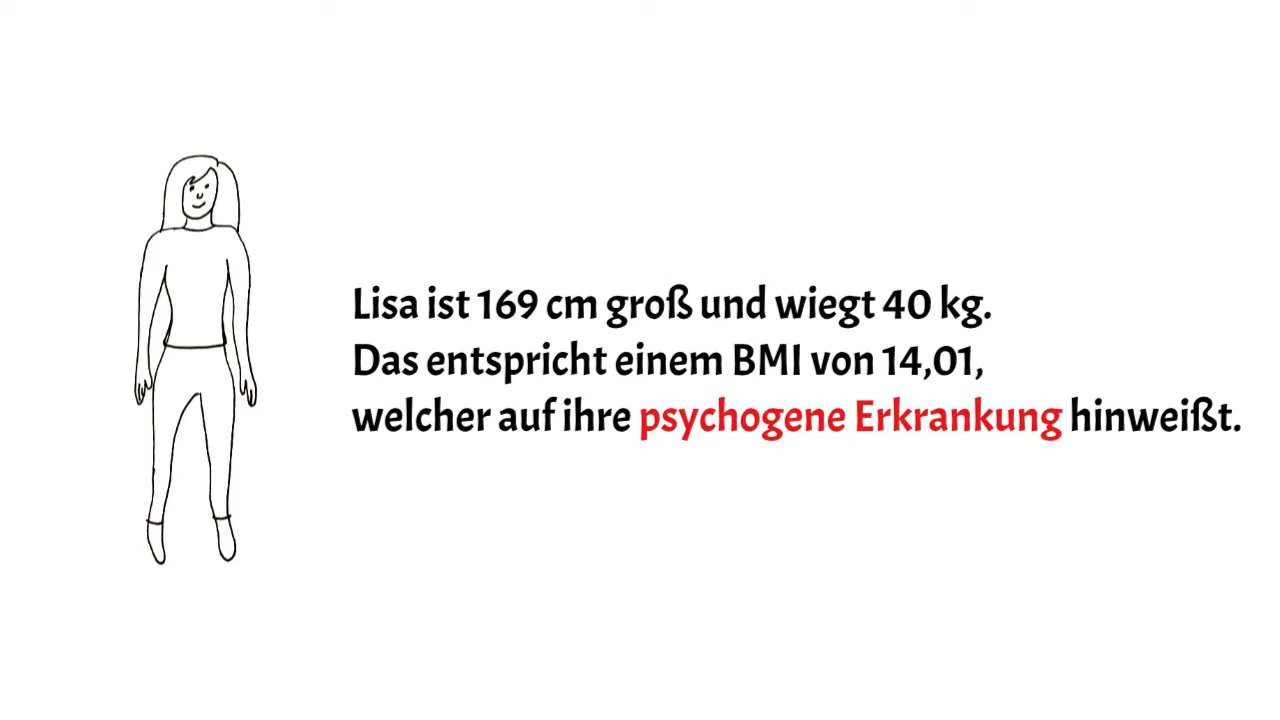 Lisa ist 169 cm groß und wiegt 40 kg.
Das entspricht einem BMI von 14,01,
welcher auf ihre psychogene Erkrankung hinweißt.